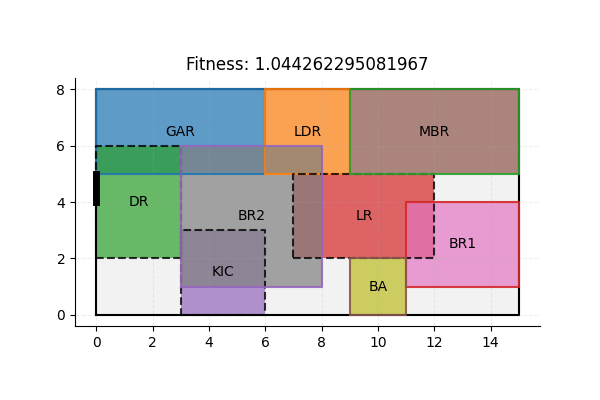 Fitness: 1.044262295081967
8
6
4
2
0
GAR
LDR
MBR
DR
BR2
LR
BR1
KIC
BA
0 2 4 6 8 10 12 14